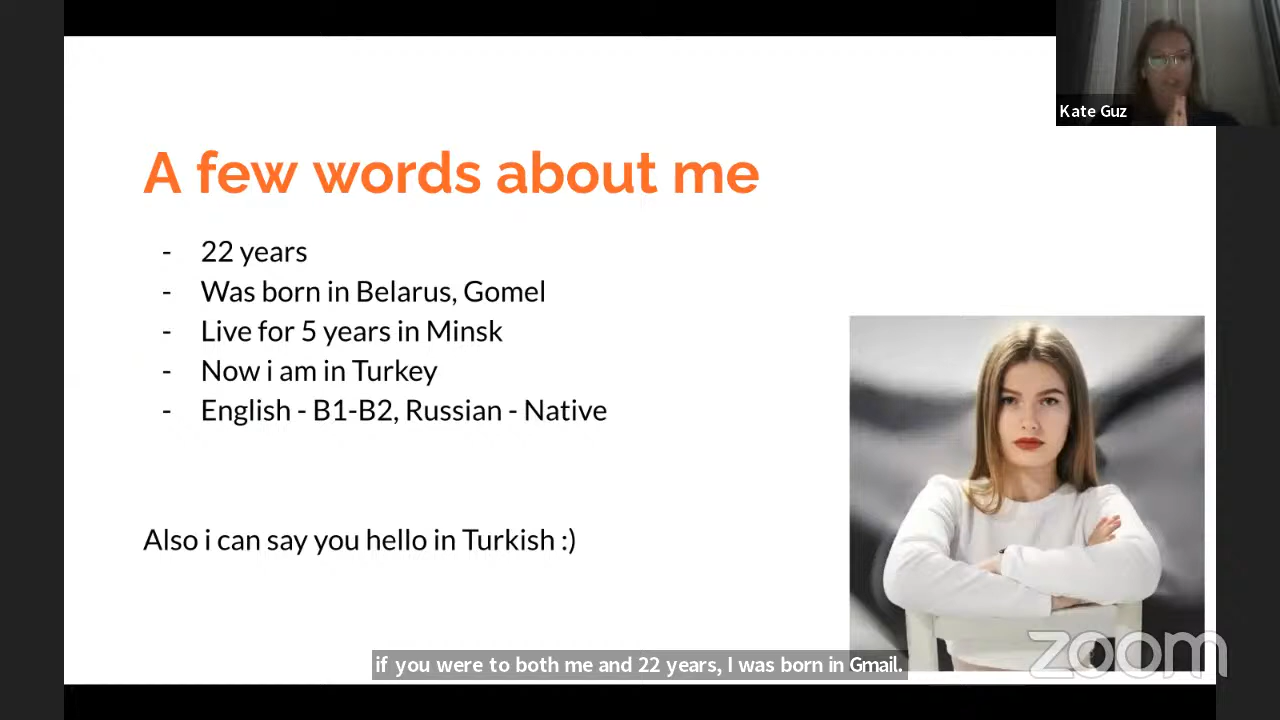 Kate Guz
A few words about me
- 22 years
- Was born in Belarus, Gomel
- Live for 5 years in Minsk
- Now i am in Turkey
- English - B1-B2, Russian - Native
Also i can say you hello in Turkish :)
if you were to both me and 22 years, I was born in Gmail.
zoom